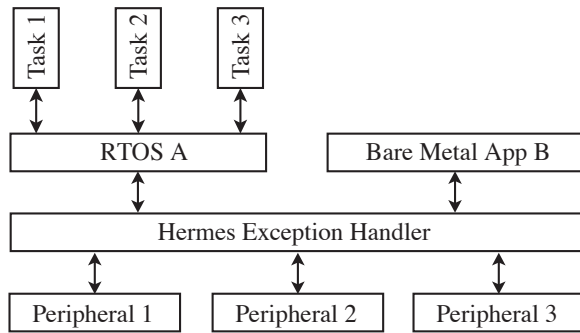 Task 1
Task 2
Task 3
RTOS A
Bare Metal App B
Hermes Exception Handler
Peripheral 1
Peripheral 2
Peripheral 3